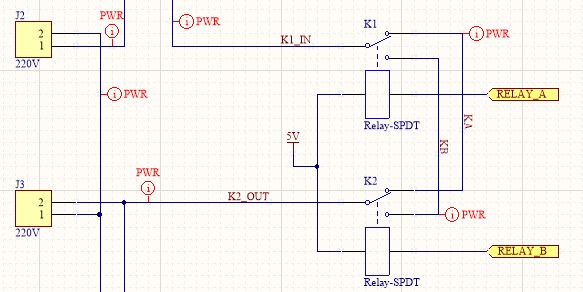 J2
2
1
220V
PWR
PWR
PWR
K1_IN
K1
PWR
Relay-SPDT
RELAY_A
KA
KB
5V
J3
2
1
220V
PWR
K2_OUT
K2
PWR
Relay-SPDT
RELAY_B